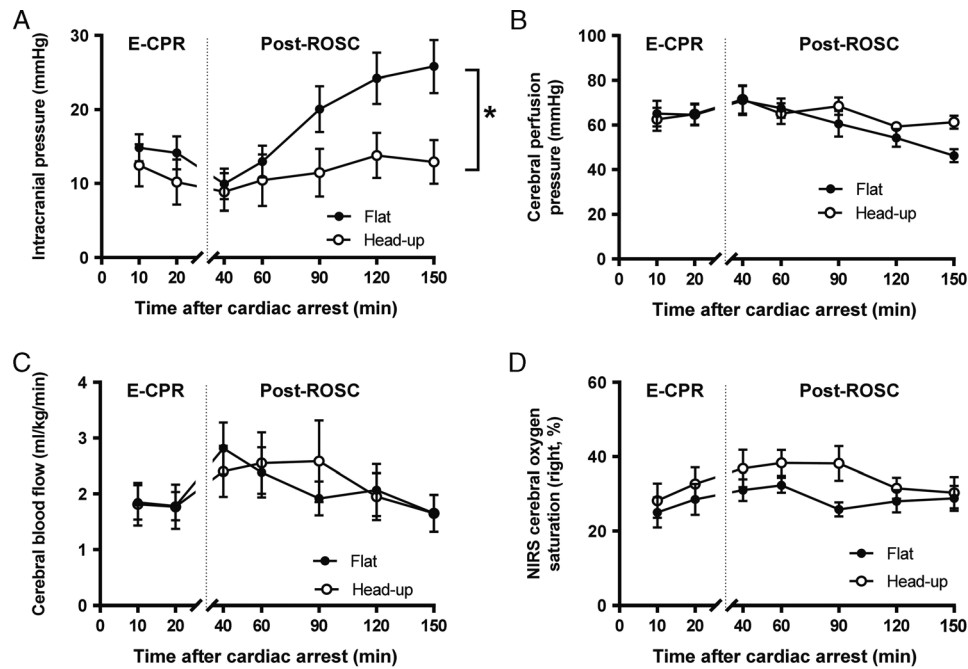 A
Intracranial pressure (mmHg)
30
20
10
0
E-CPR
Post-ROSC
*
Flat
Head-up
0 10 20 40 60 90 120 150
Time after cardiac arrest (min)
B
Cerebral perfusion
pressure (mmHg)
100
80
60
40
20
0
E-CPR
Post-ROSC
Flat
Head-up
0 10 20 40 60 90 120 150
Time after cardiac arrest (min)
C
Cerebral blood flow (ml/kg/min)
4
3
2
1
0
E-CPR
Post-ROSC
Flat
Head-up
0 10 20 40 60 90 120 150
Time after cardiac arrest (min)
D
NIRS cerebral oxygen
saturation (right, %)
60
40
20
0
E-CPR
Post-ROSC
Flat
Head-up
0 10 20 40 60 90 120 150
Time after cardiac arrest (min)